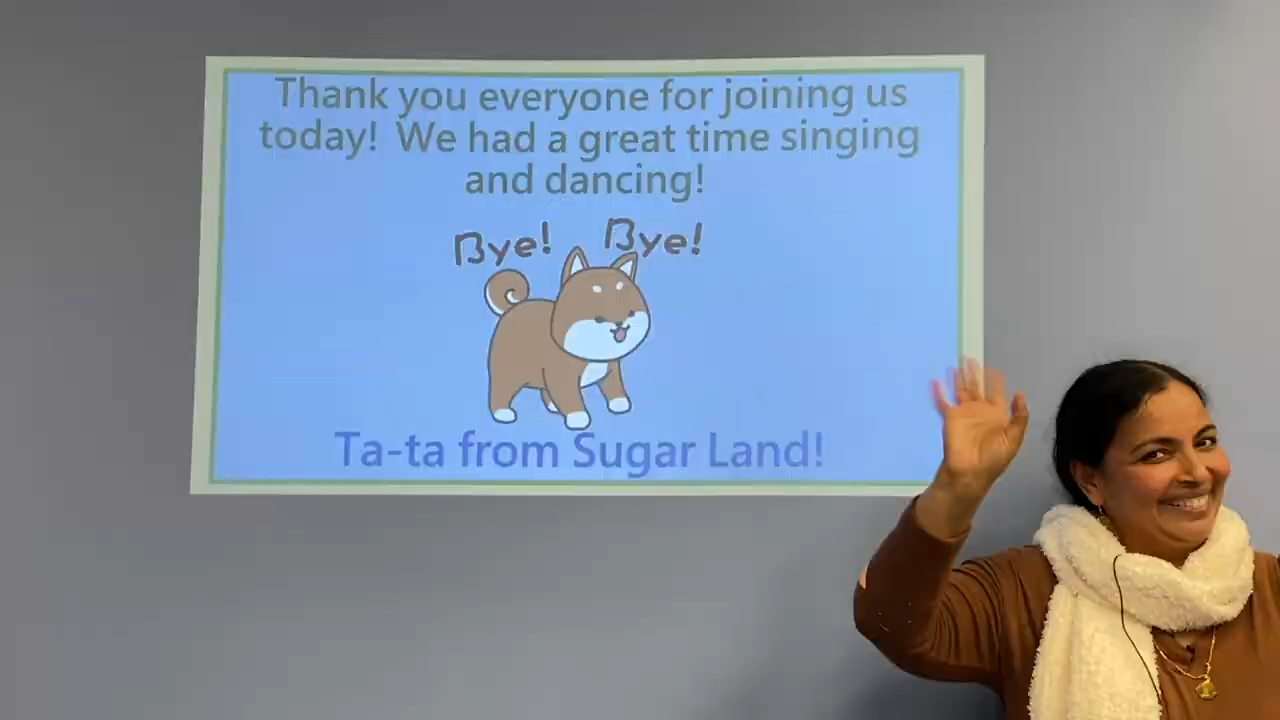 Thank you everyone for joining us
today! We had a great time singing
and dancing!
Bye! Bye!
Ta-ta from Sugar Land!